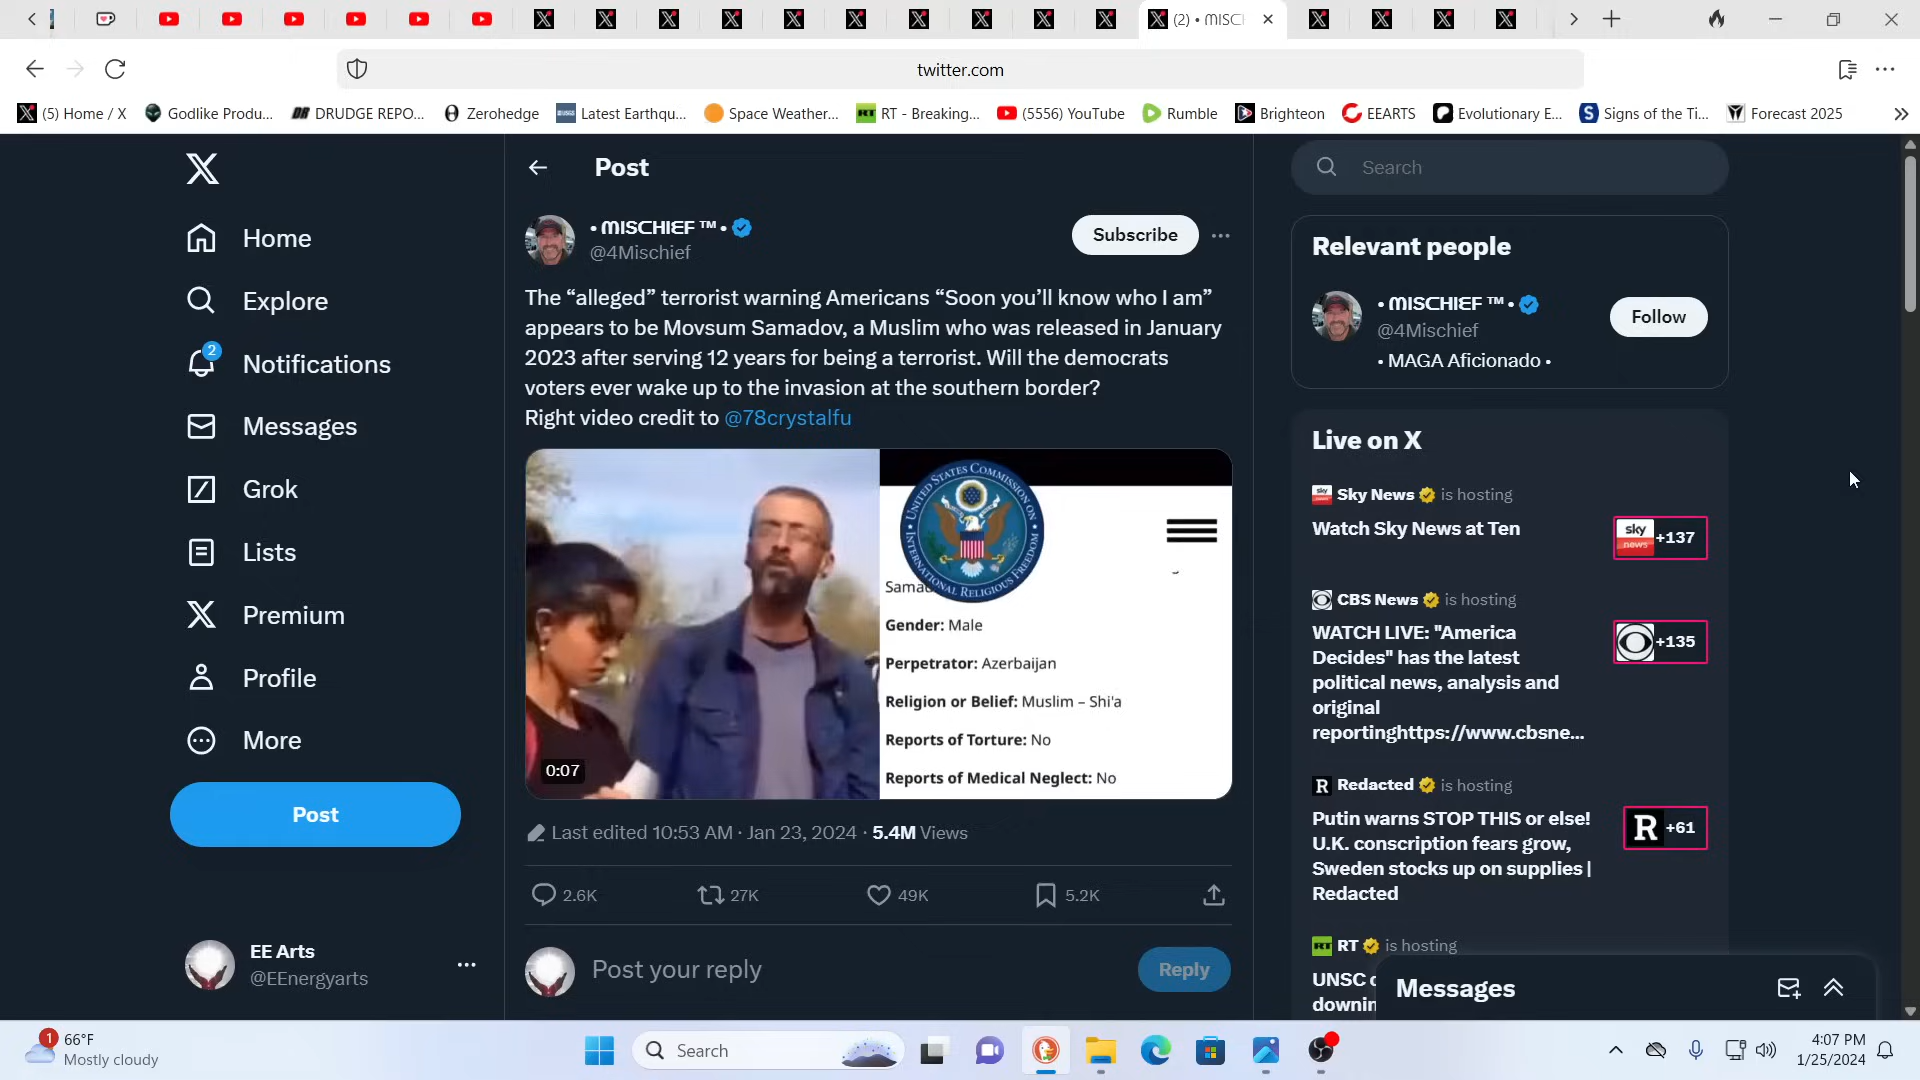 (2) • ᗰISC
twitter.com
(5) Home / X
Godlike Produ...
DRUDGE REPO...
Zerohedge
Latest Earthqu...
Space Weather...
RT - Breaking...
(5556) YouTube
Rumble
Brighteon
EEARTS
Evolutionary E...
Signs of the Ti...
Forecast 2025
Home
Explore
2
Notifications
Messages
Grok
Lists
Premium
Profile
More
Post
EE Arts
@EEnergyarts
Post
• ᗰISCHIEF ™ •
@4Mischief
Subscribe
The “alleged” terrorist warning Americans “Soon you’ll know who I am”
appears to be Movsum Samadov, a Muslim who was released in January
2023 after serving 12 years for being a terrorist. Will the democrats
voters ever wake up to the invasion at the southern border?
Right video credit to @78crystalfu
UNITED STATES COMMISSION ON
INTERNATIONAL RELIGIOUS FREEDOM
Gender: Male
Perpetrator: Azerbaijan
Religion or Belief: Muslim – Shi'a
Reports of Torture: No
Reports of Medical Neglect: No
0:07
Last edited 10:53 AM · Jan 23, 2024 · 5.4M Views
2.6K
27K
49K
5.2K
Post your reply
Reply
Search
Relevant people
• ᗰISCHIEF ™ •
@4Mischief
Follow
• MAGA Aficionado •
Live on X
Sky News is hosting
Watch Sky News at Ten
sky
news
+137
CBS News is hosting
WATCH LIVE: "America
Decides" has the latest
political news, analysis and
original
reportinghttps://www.cbsne...
+135
R Redacted is hosting
Putin warns STOP THIS or else!
U.K. conscription fears grow,
Sweden stocks up on supplies |
Redacted
R +61
RT RT is hosting
UNSC
downin
Messages
1
66°F
Mostly cloudy
Search
4:07 PM
1/25/2024